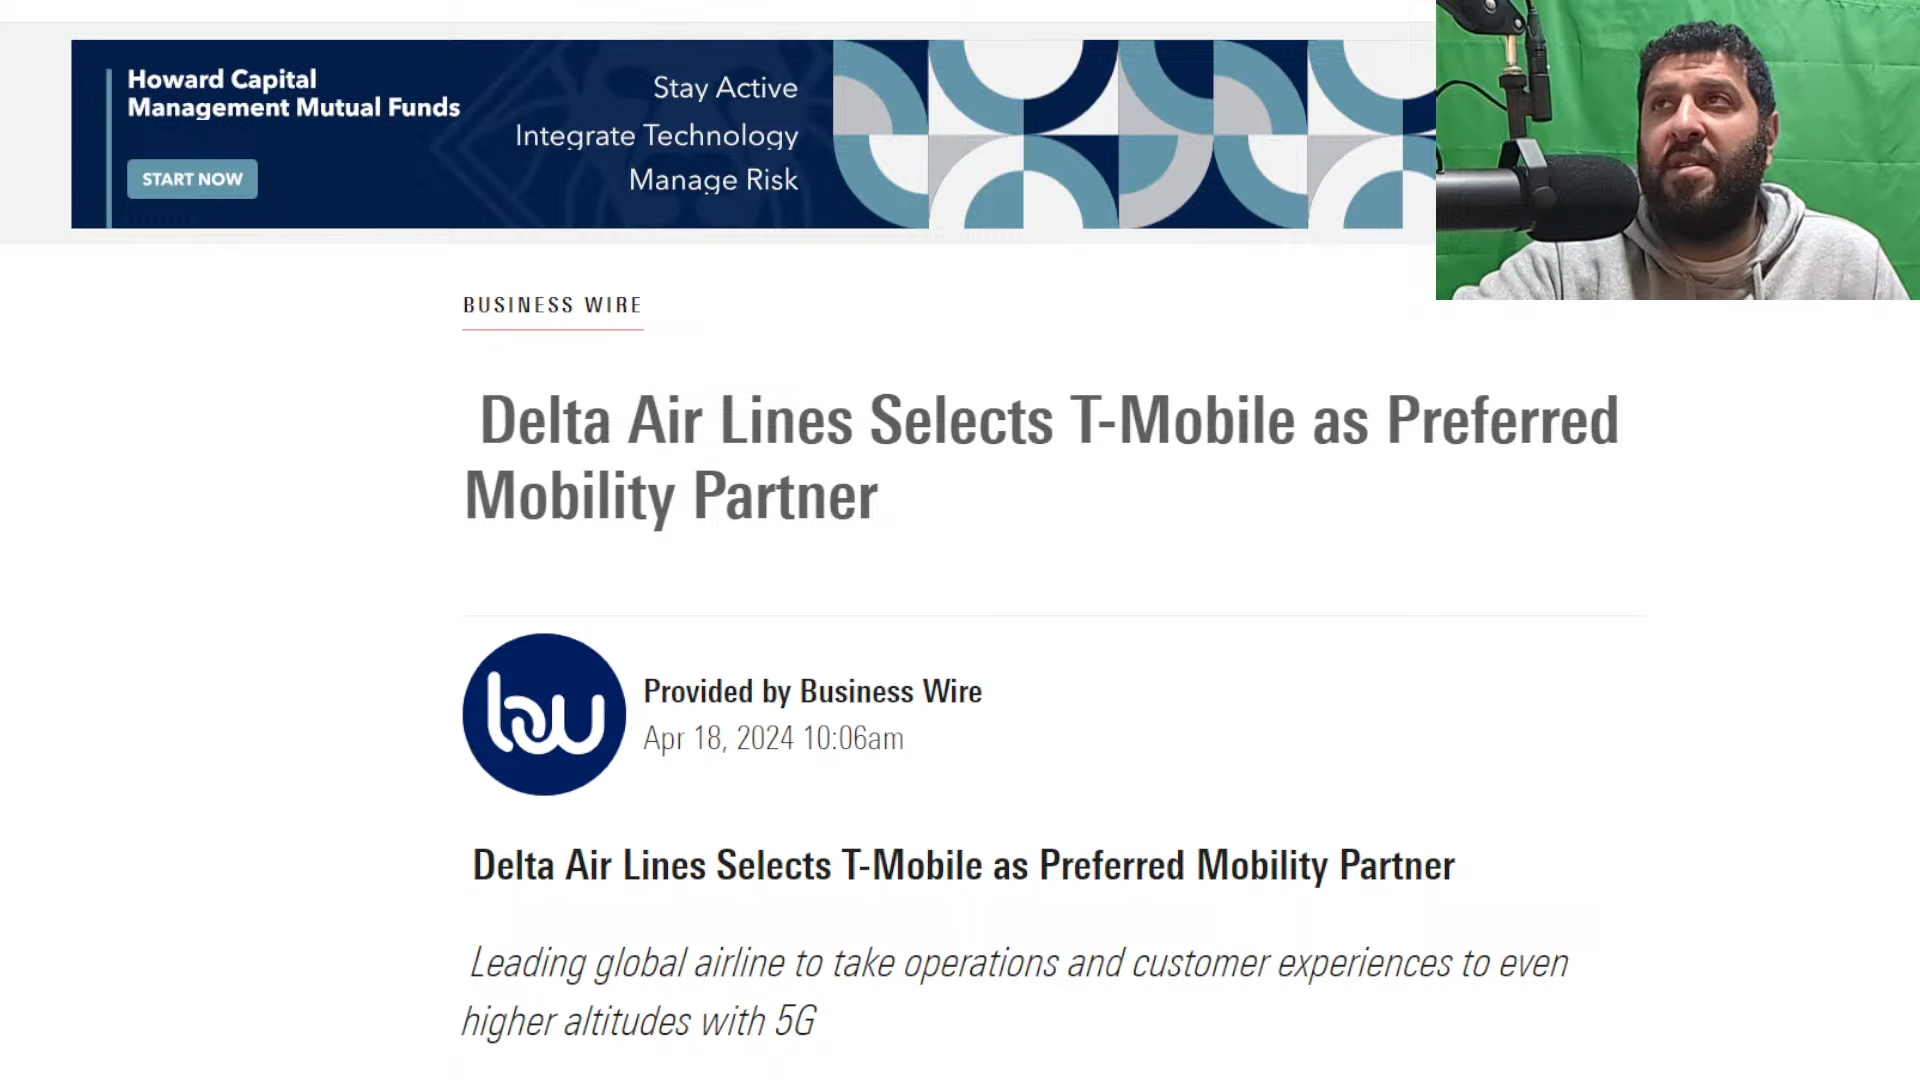 Howard Capital
Management Mutual Funds
START NOW
Stay Active
Integrate Technology
Manage Risk
BUSINESS WIRE
Delta Air Lines Selects T-Mobile as Preferred
Mobility Partner
bw
Provided by Business Wire
Apr 18, 2024 10:06am
Delta Air Lines Selects T-Mobile as Preferred Mobility Partner
Leading global airline to take operations and customer experiences to even
higher altitudes with 5G